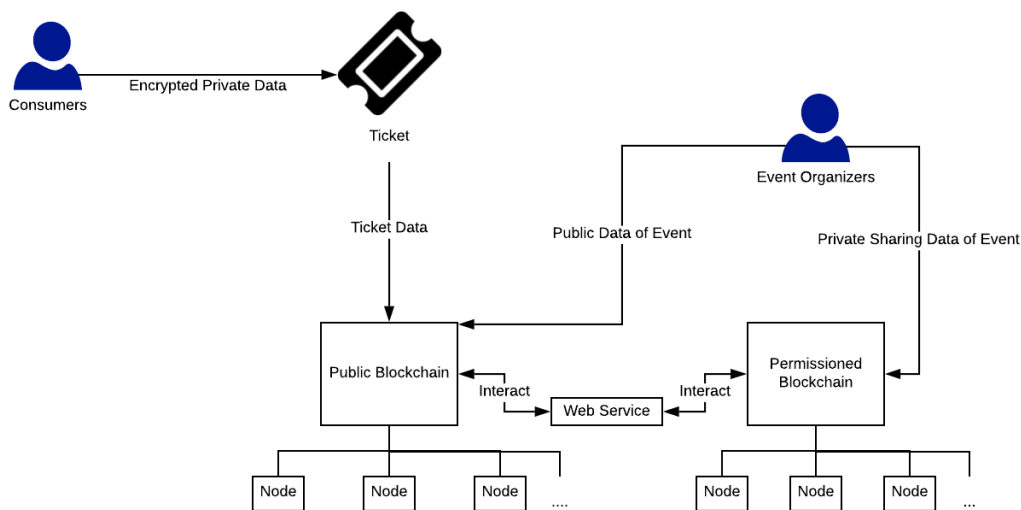 Consumers
Encrypted Private Data
Ticket
Event Organizers
Ticket Data
Public Data of Event
Private Sharing Data of Event
Public Blockchain
Interact
Web Service
Interact
Permissioned
Blockchain
Node
Node
Node
....
Node
Node
Node
...